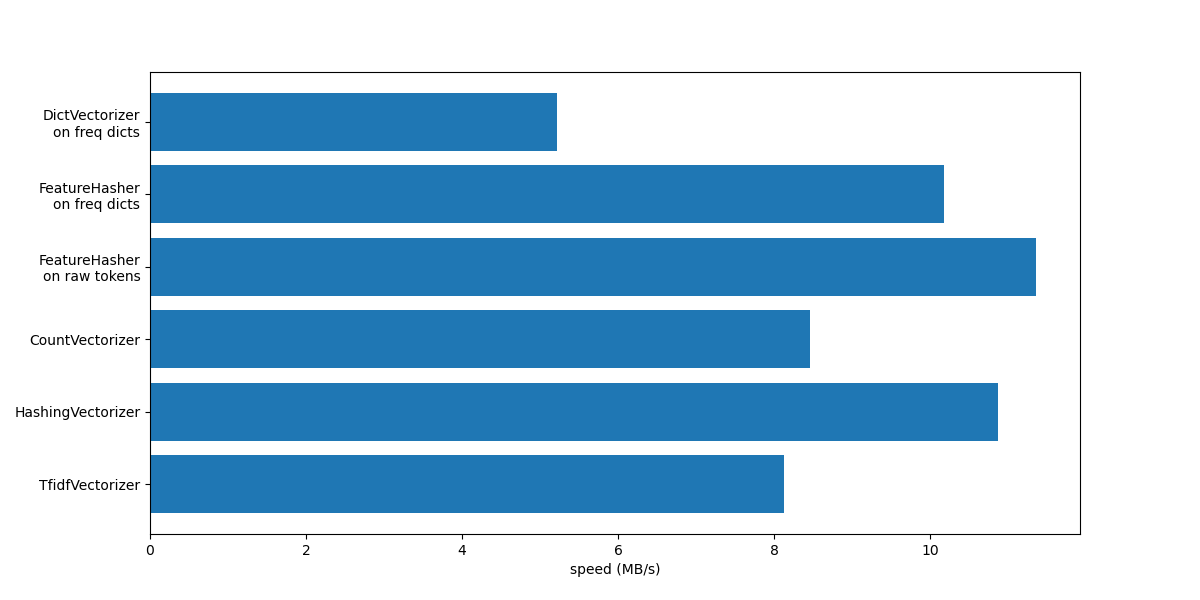 DictVectorizer
on freq dicts
FeatureHasher
on freq dicts
FeatureHasher
on raw tokens
CountVectorizer
HashingVectorizer
TfidfVectorizer
0 2 4 6 8 10
speed (MB/s)